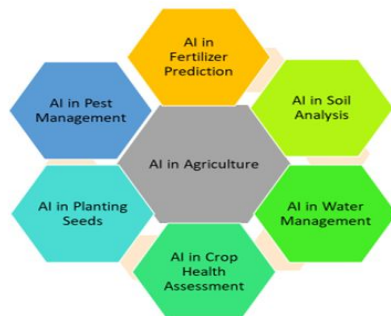 AI in
Fertilizer
Prediction
AI in Pest
Management
AI in Soil
Analysis
AI in Agriculture
AI in Planting
Seeds
AI in Water
Management
AI in Crop
Health
Assessment